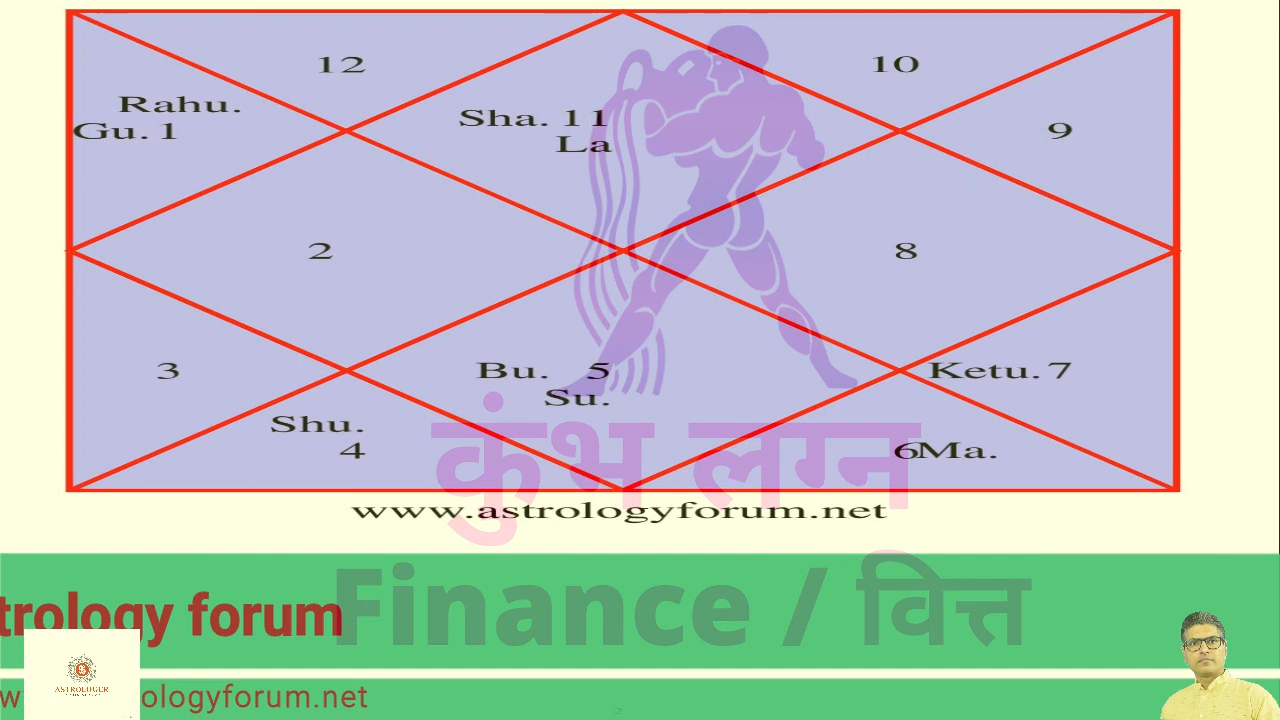 12
10
Rahu.
Gu. 1
Sha. 11
La
9
2
8
3
Bu. 5
Su.
Ketu. 7
Shu.
4
6Ma.
कुंभ लग्न
www.astrologyforum.net
Finance / वित्त
trology forum
ASTROLOGER
w ologyforum.net